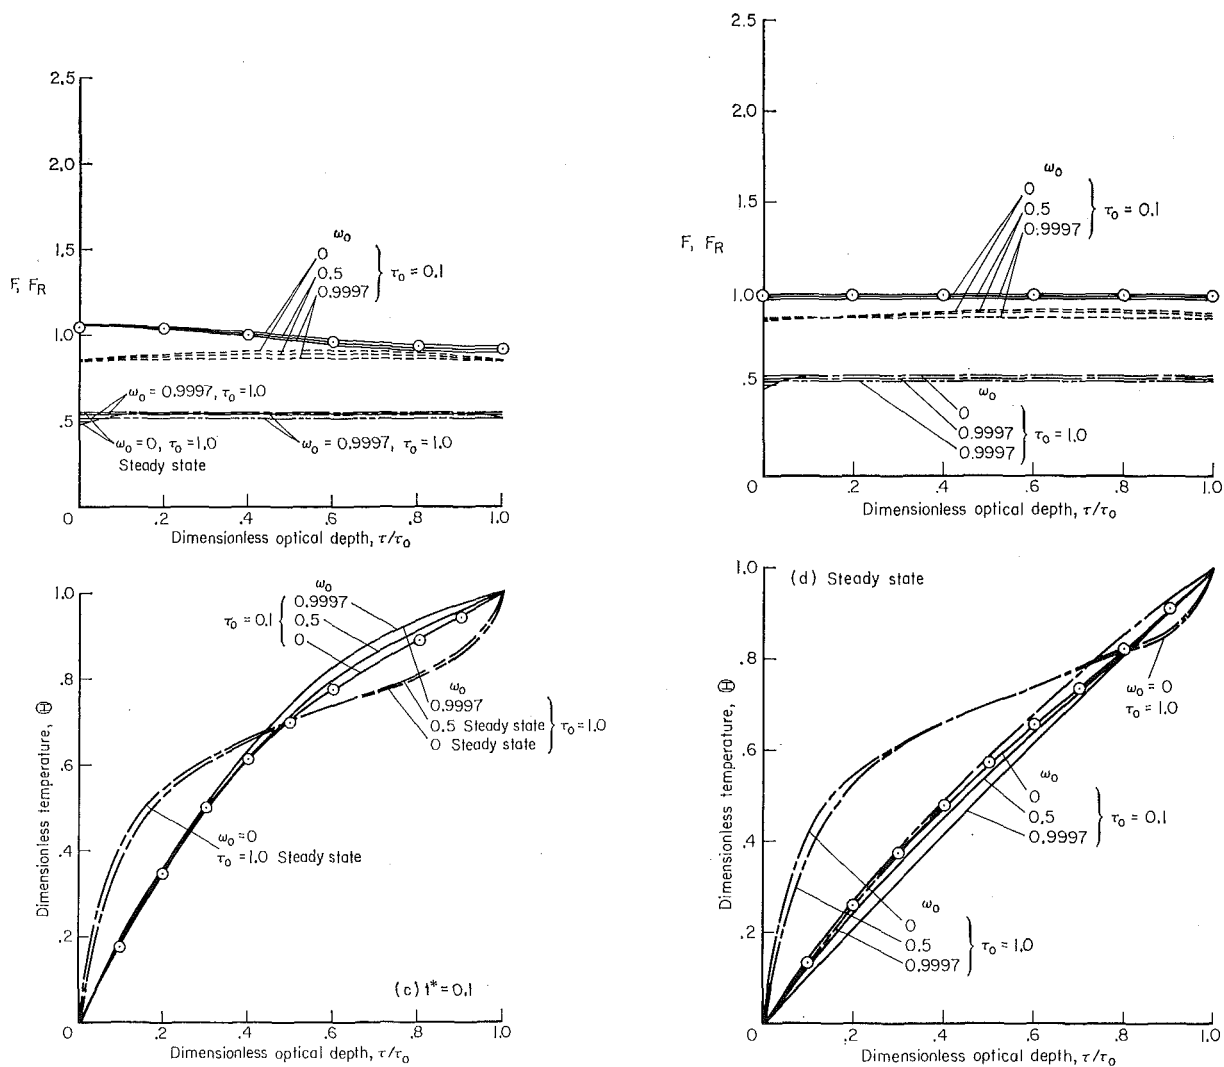 2.5
2.0
1.5
F, FR
1.0
.5
0
.2
.4
.6
.8
1.0
Dimensionless optical depth, τ/τ0
ω0
0
0.5
0.9997
τ0 = 0.1
ω0 = 0.9997, τ0 = 1.0
ω0 = 0, τ0 = 1.0
Steady state
ω0 = 0.9997, τ0 = 1.0
2.5
2.0
1.5
F, FR
1.0
.5
0
.2
.4
.6
.8
1.0
Dimensionless optical depth, τ/τ0
ω0
0
0.5
0.9997
τ0 = 0.1
ω0
0
0.9997
0.9997
τ0 = 1.0
1.0
.8
.6
.4
.2
0
Dimensionless temperature, Θ
.2
.4
.6
.8
1.0
Dimensionless optical depth, τ/τ0
τ0 = 0.1
ω0
0.9997
0.5
0
ω0
0.9997
0.5 Steady state
0 Steady state
τ0 = 1.0
ω0 = 0
τ0 = 1.0 Steady state
(c) t* = 0.1
1.0
.8
.6
.4
.2
0
Dimensionless temperature, Θ
(d) Steady state
ω0 = 0
τ0 = 1.0
ω0
0
0.5
0.9997
τ0 = 0.1
ω0
0
0.5
0.9997
τ0 = 1.0
.2
.4
.6
.8
1.0
Dimensionless optical depth, τ/τ0